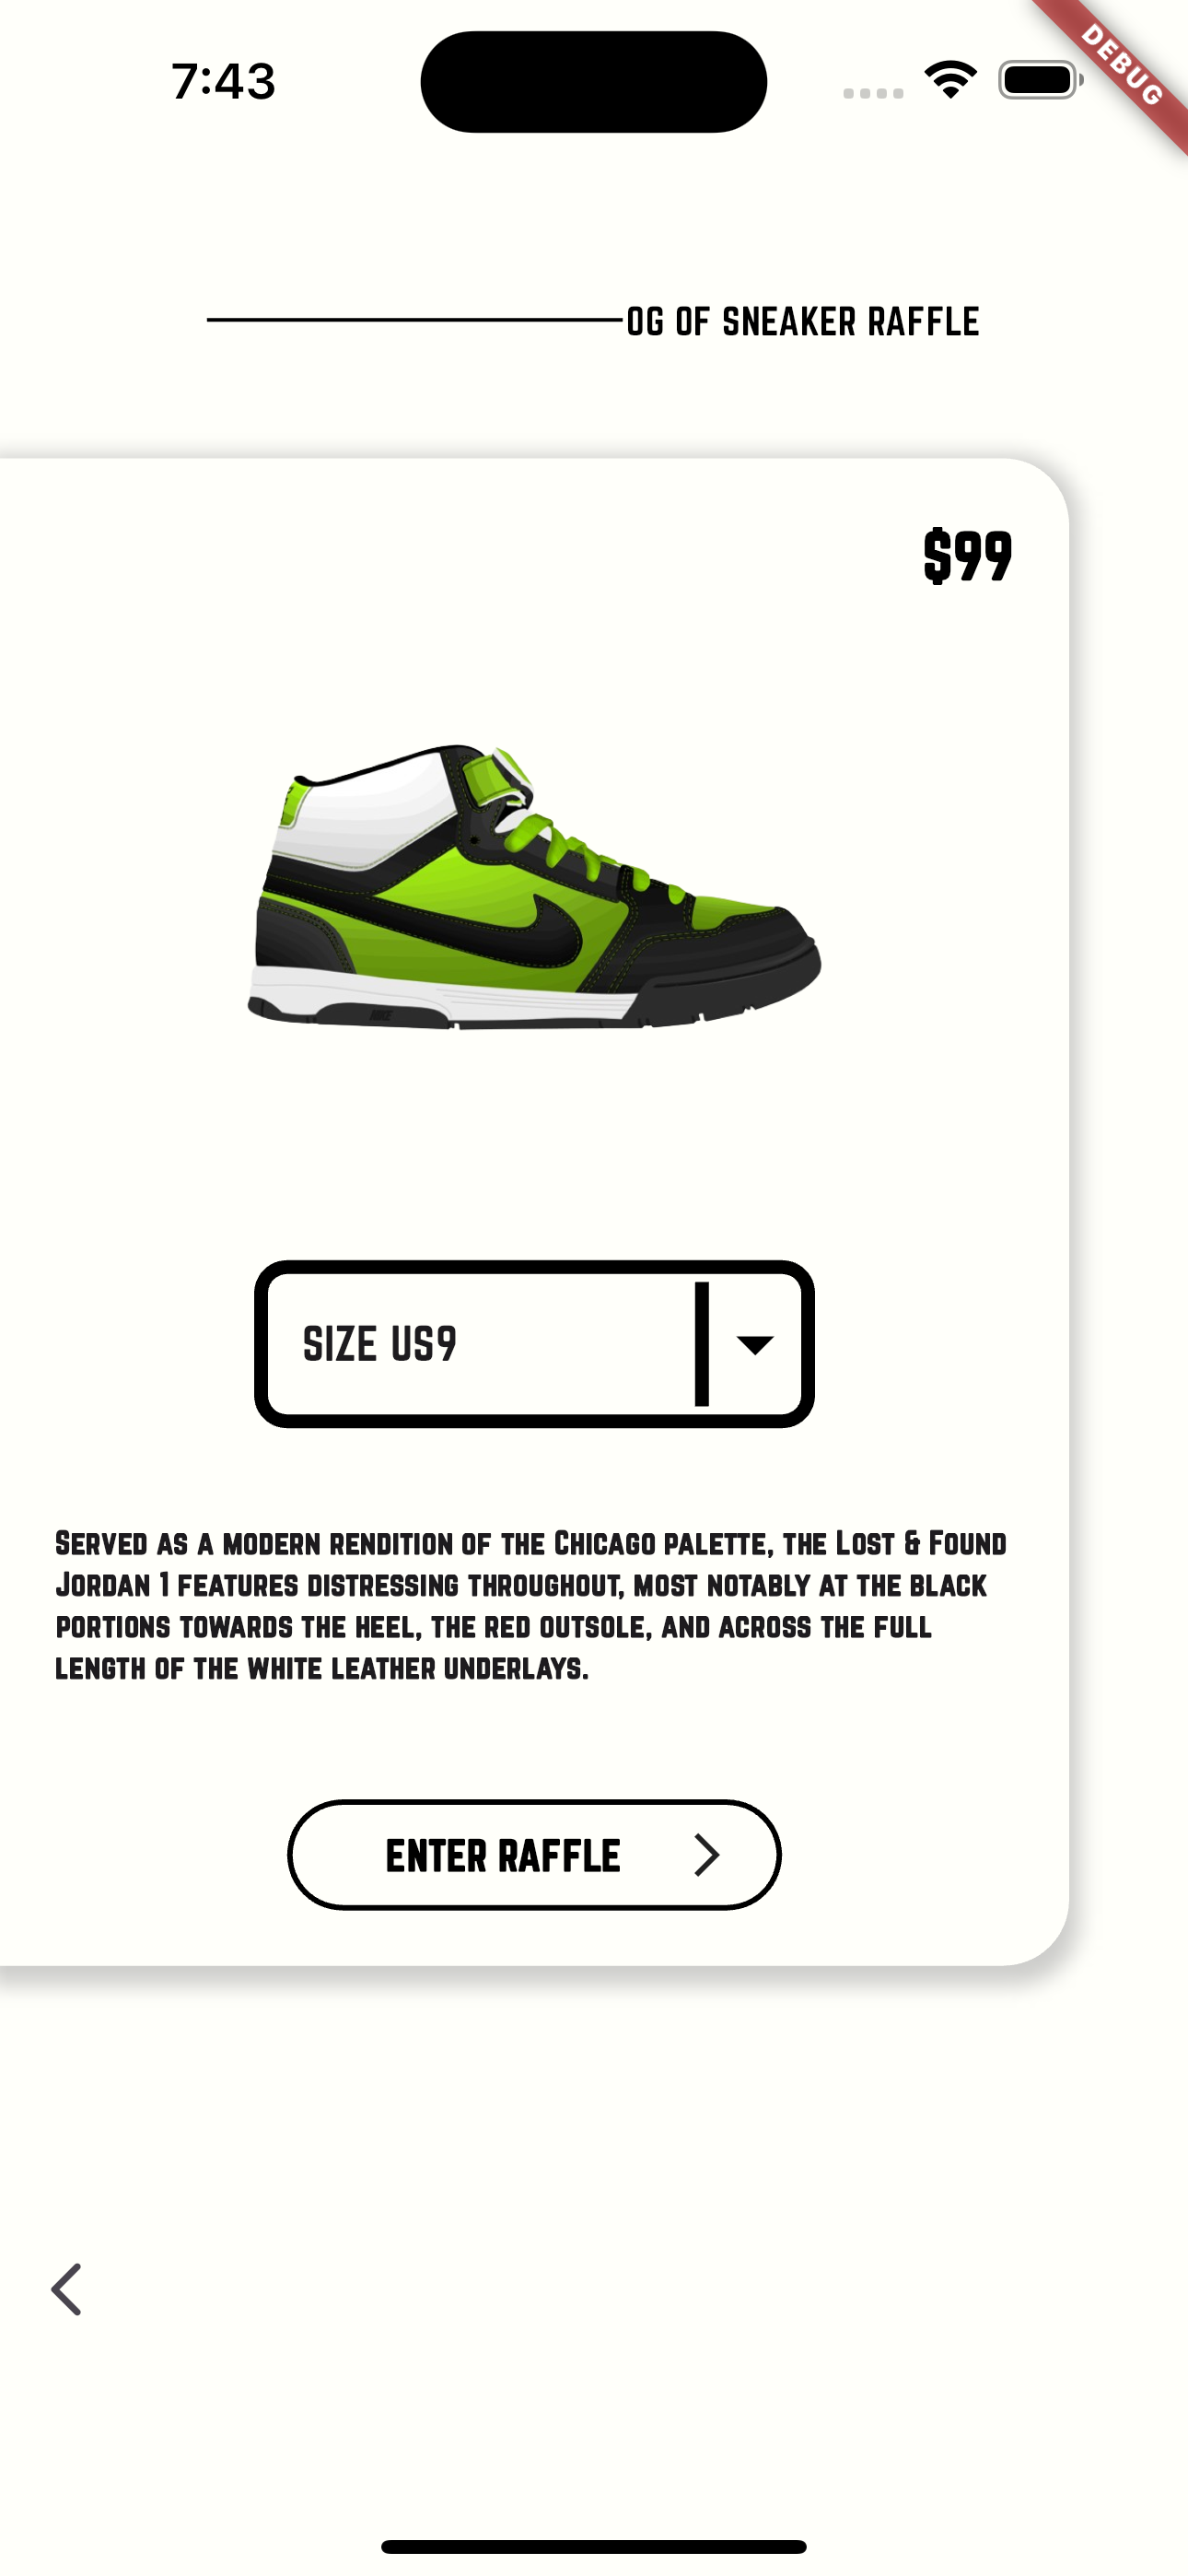 7:43
DEBUG
OG OF SNEAKER RAFFLE
$99
NIKE
SIZE US9
Served as a modern rendition of the Chicago palette, the Lost & Found
Jordan 1 features distressing throughout, most notably at the black
portions towards the heel, the red outsole, and across the full
length of the white leather underlays.
ENTER RAFFLE